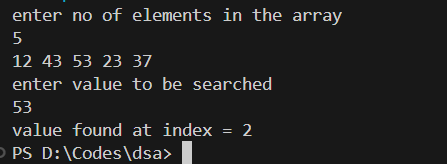 enter no of elements in the array
5
12 43 53 23 37
enter value to be searched
53
value found at index = 2
PS D:\Codes\dsa>